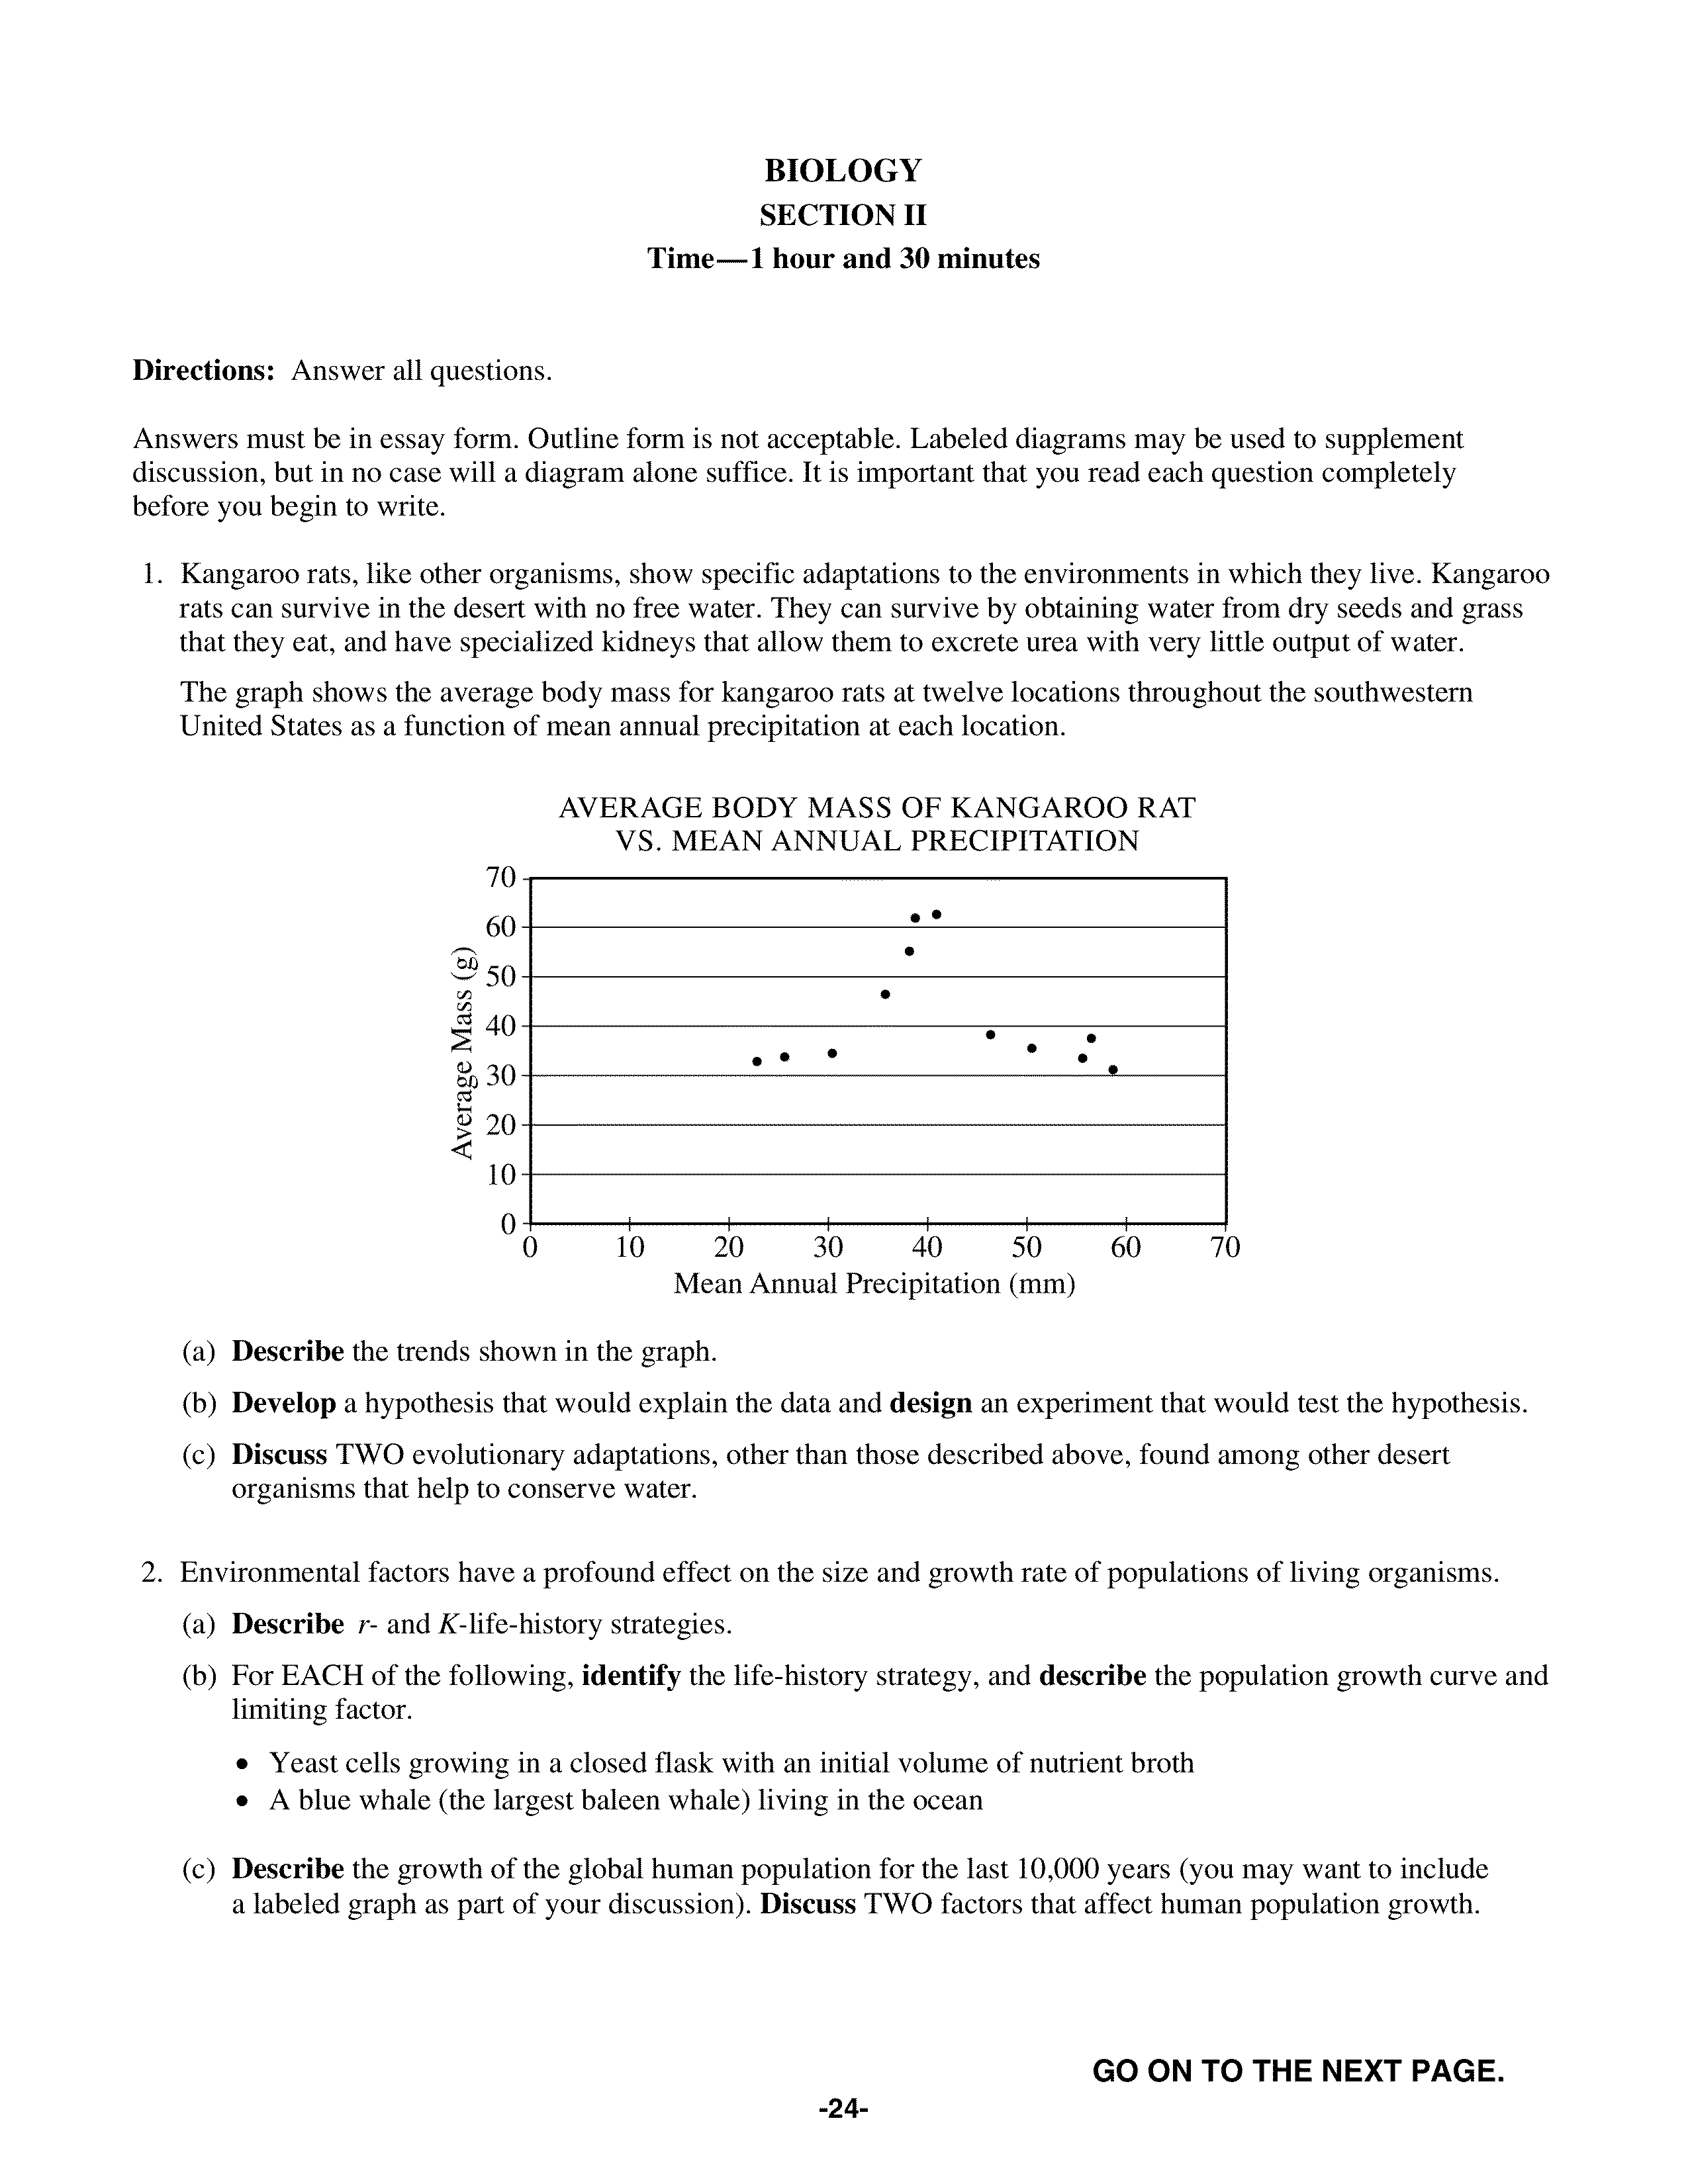 BIOLOGY
SECTION II
Time—1 hour and 30 minutes
Directions: Answer all questions.
Answers must be in essay form. Outline form is not acceptable. Labeled diagrams may be used to supplement
discussion, but in no case will a diagram alone suffice. It is important that you read each question completely
before you begin to write.
1. Kangaroo rats, like other organisms, show specific adaptations to the environments in which they live. Kangaroo
rats can survive in the desert with no free water. They can survive by obtaining water from dry seeds and grass
that they eat, and have specialized kidneys that allow them to excrete urea with very little output of water.
The graph shows the average body mass for kangaroo rats at twelve locations throughout the southwestern
United States as a function of mean annual precipitation at each location.
AVERAGE BODY MASS OF KANGAROO RAT
VS. MEAN ANNUAL PRECIPITATION
Average Mass (g)
70
60
50
40
30
20
10
0
0 10 20 30 40 50 60 70
Mean Annual Precipitation (mm)
(a) Describe the trends shown in the graph.
(b) Develop a hypothesis that would explain the data and design an experiment that would test the hypothesis.
(c) Discuss TWO evolutionary adaptations, other than those described above, found among other desert
organisms that help to conserve water.
2. Environmental factors have a profound effect on the size and growth rate of populations of living organisms.
(a) Describe r- and K-life-history strategies.
(b) For EACH of the following, identify the life-history strategy, and describe the population growth curve and
limiting factor.
• Yeast cells growing in a closed flask with an initial volume of nutrient broth
• A blue whale (the largest baleen whale) living in the ocean
(c) Describe the growth of the global human population for the last 10,000 years (you may want to include
a labeled graph as part of your discussion). Discuss TWO factors that affect human population growth.
GO ON TO THE NEXT PAGE.
-24-